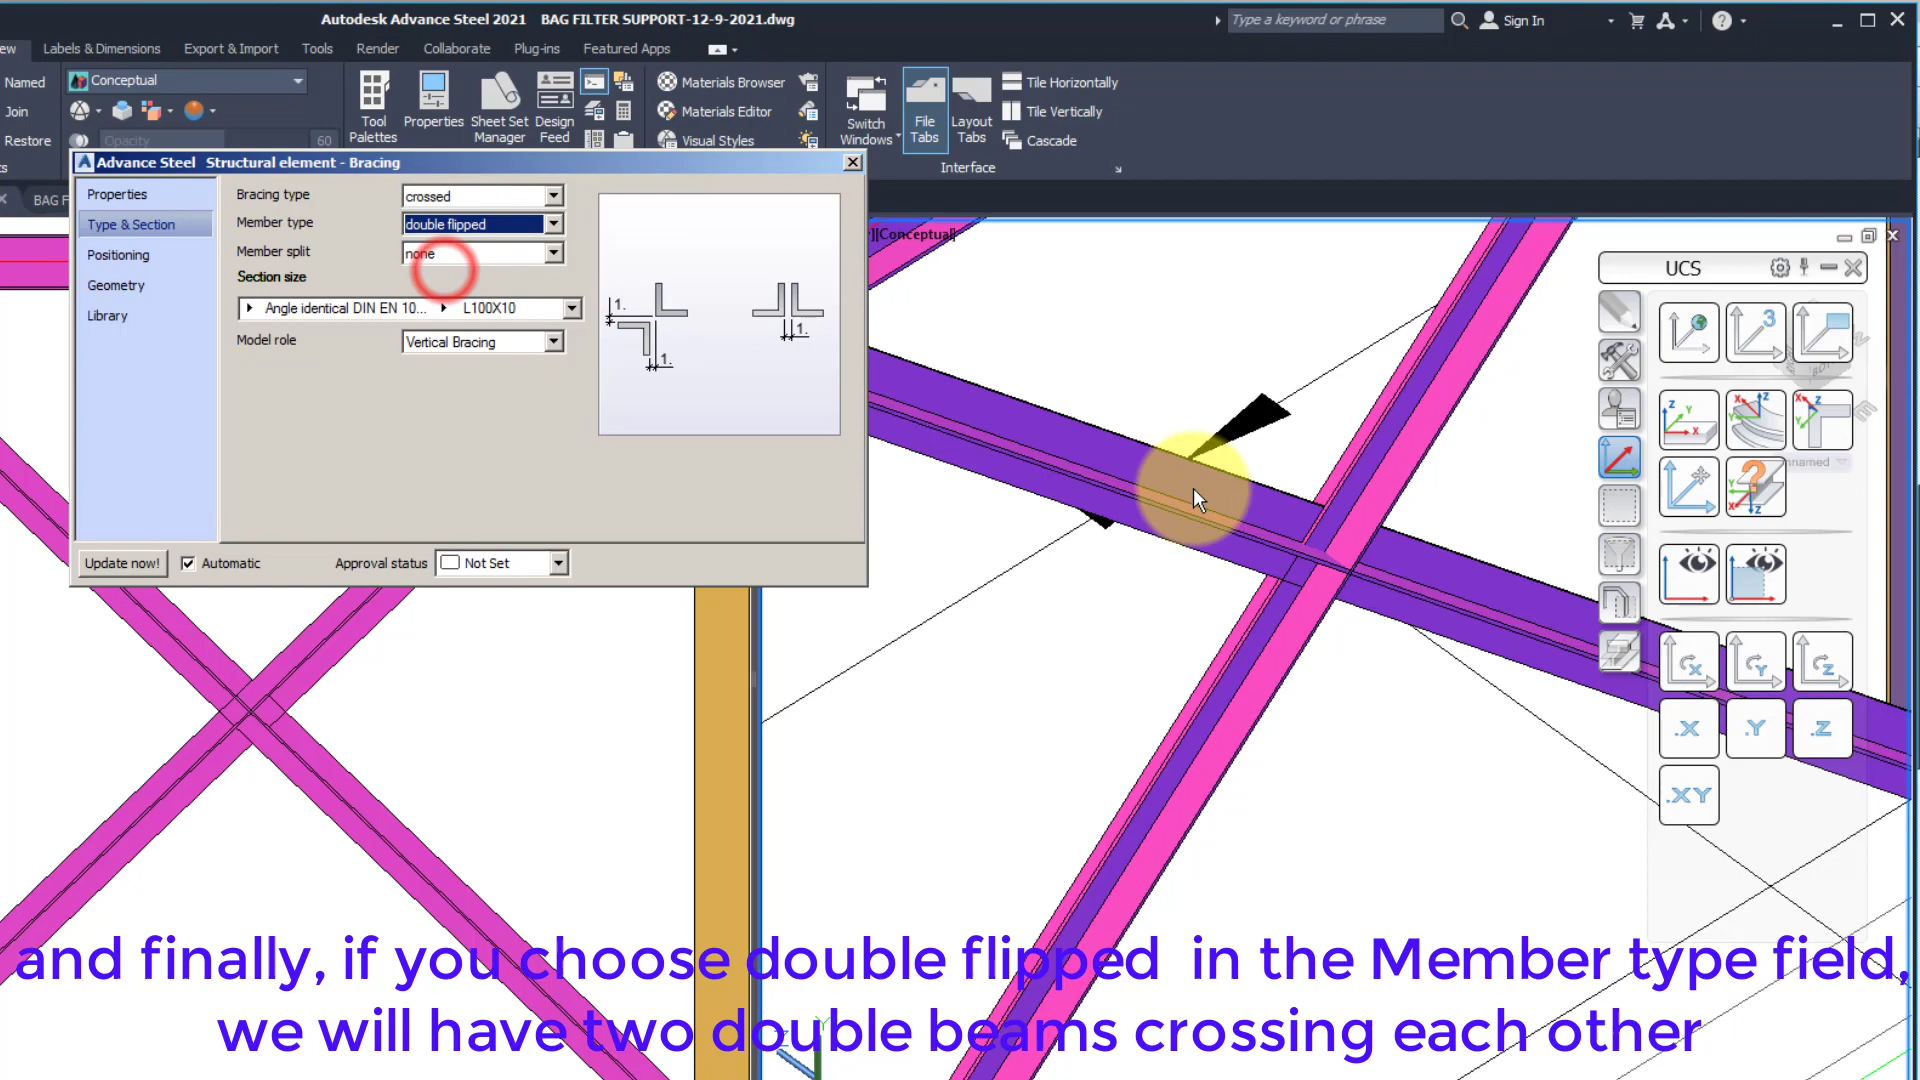 Autodesk Advance Steel 2021 BAG FILTER SUPPORT-12-9-2021.dwg
Type a keyword or phrase
Sign In
ew
Labels & Dimensions
Export & Import
Tools
Render
Collaborate
Plug-ins
Featured Apps
Named
Join
Restore
Conceptual
Opacity
60
Tool
Palettes
Properties
Sheet Set
Manager
Design
Feed
Materials Browser
Materials Editor
Visual Styles
Switch
Windows
File
Tabs
Layout
Tabs
Tile Horizontally
Tile Vertically
Cascade
Interface
BAG F
Advance Steel Structural element - Bracing
Properties
Type & Section
Positioning
Geometry
Library
Bracing type
crossed
Member type
double flipped
Member split
none
Section size
Angle identical DIN EN 10...
L100X10
Model role
Vertical Bracing
1.
1.
1.
Update now!
Automatic
Approval status
Not Set
][Conceptual]
UCS
3
Z
Y
X
X
Z
Y
X
Z
Y
nnamed
Y
X
Z
X
Y
Z
.X
.Y
.Z
.XY
and finally, if you choose double flipped in the Member type field,
we will have two double beams crossing each other